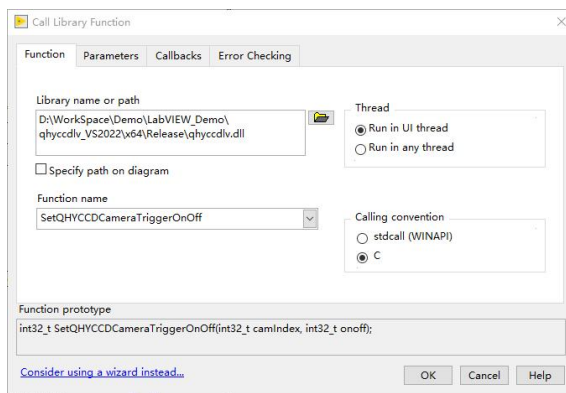 Call Library Function
Function
Parameters
Callbacks
Error Checking
Library name or path
D:\WorkSpace\Demo\LabVIEW_Demo\
qhyccdlv_VS2022\x64\Release\qhyccdlv.dll
Specify path on diagram
Function name
SetQHYCCDCameraTriggerOnOff
Thread
Run in UI thread
Run in any thread
Calling convention
stdcall (WINAPI)
C
Function prototype
int32_t SetQHYCCDCameraTriggerOnOff(int32_t camIndex, int32_t onoff);
Consider using a wizard instead...
OK
Cancel
Help